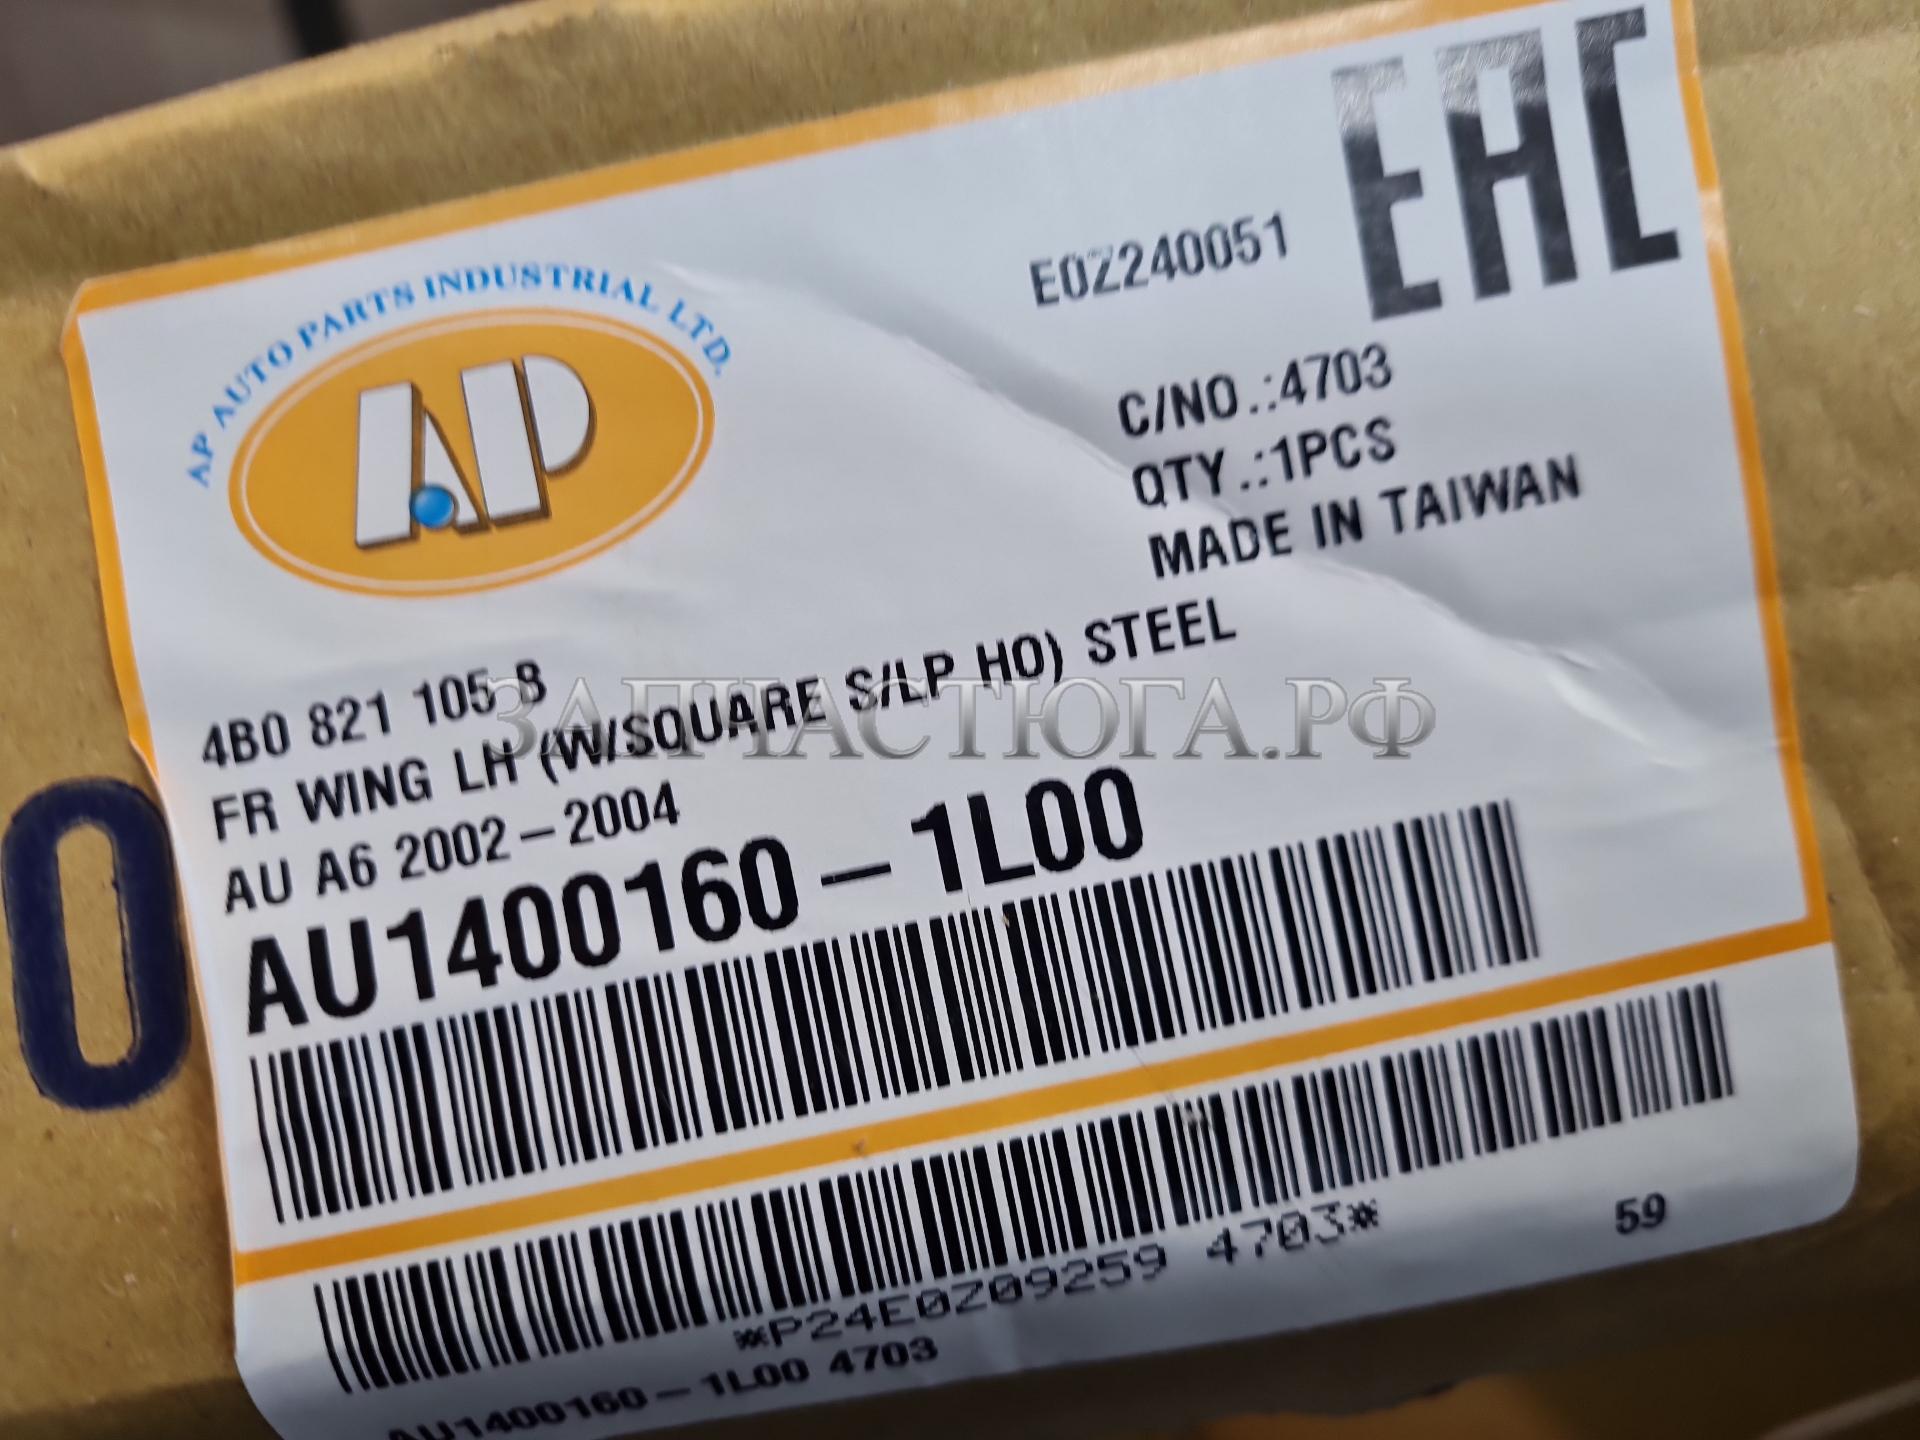 AP AUTO PARTS INDUSTRIAL LTD.
AP
E0Z240051
EAC
C/NO.:4703
QTY.:1PCS
MADE IN TAIWAN
4B0 821 105 B
FR WING LH (W/SQUARE S/LP HO) STEEL
ЗАПЧАСТЮГА.РФ
AU A6 2002-2004
AU1400160-1L00
0
*P24E0Z09259 4703*
59
AU1400160-1L00 4703